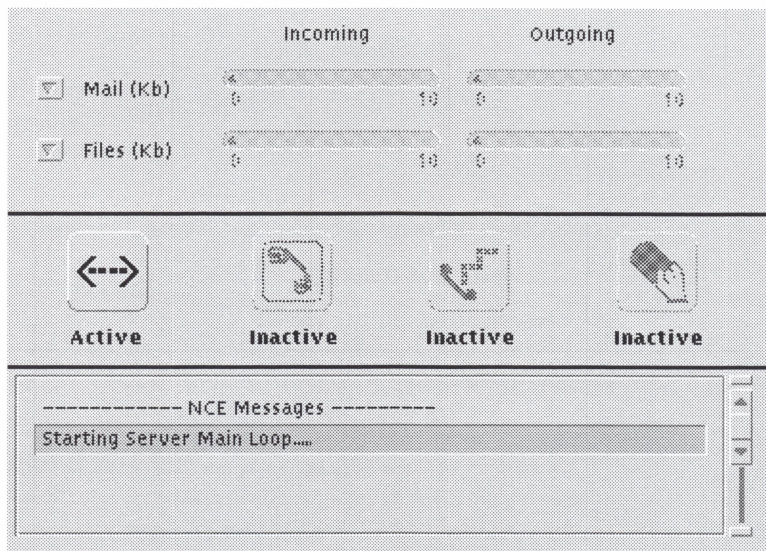 Incoming Outgoing
Mail (Kb)
0 10 0 10
Files (Kb)
0 10 0 10
Active Inactive Inactive Inactive
------------ NCE Messages ---------
Starting Server Main Loop.....